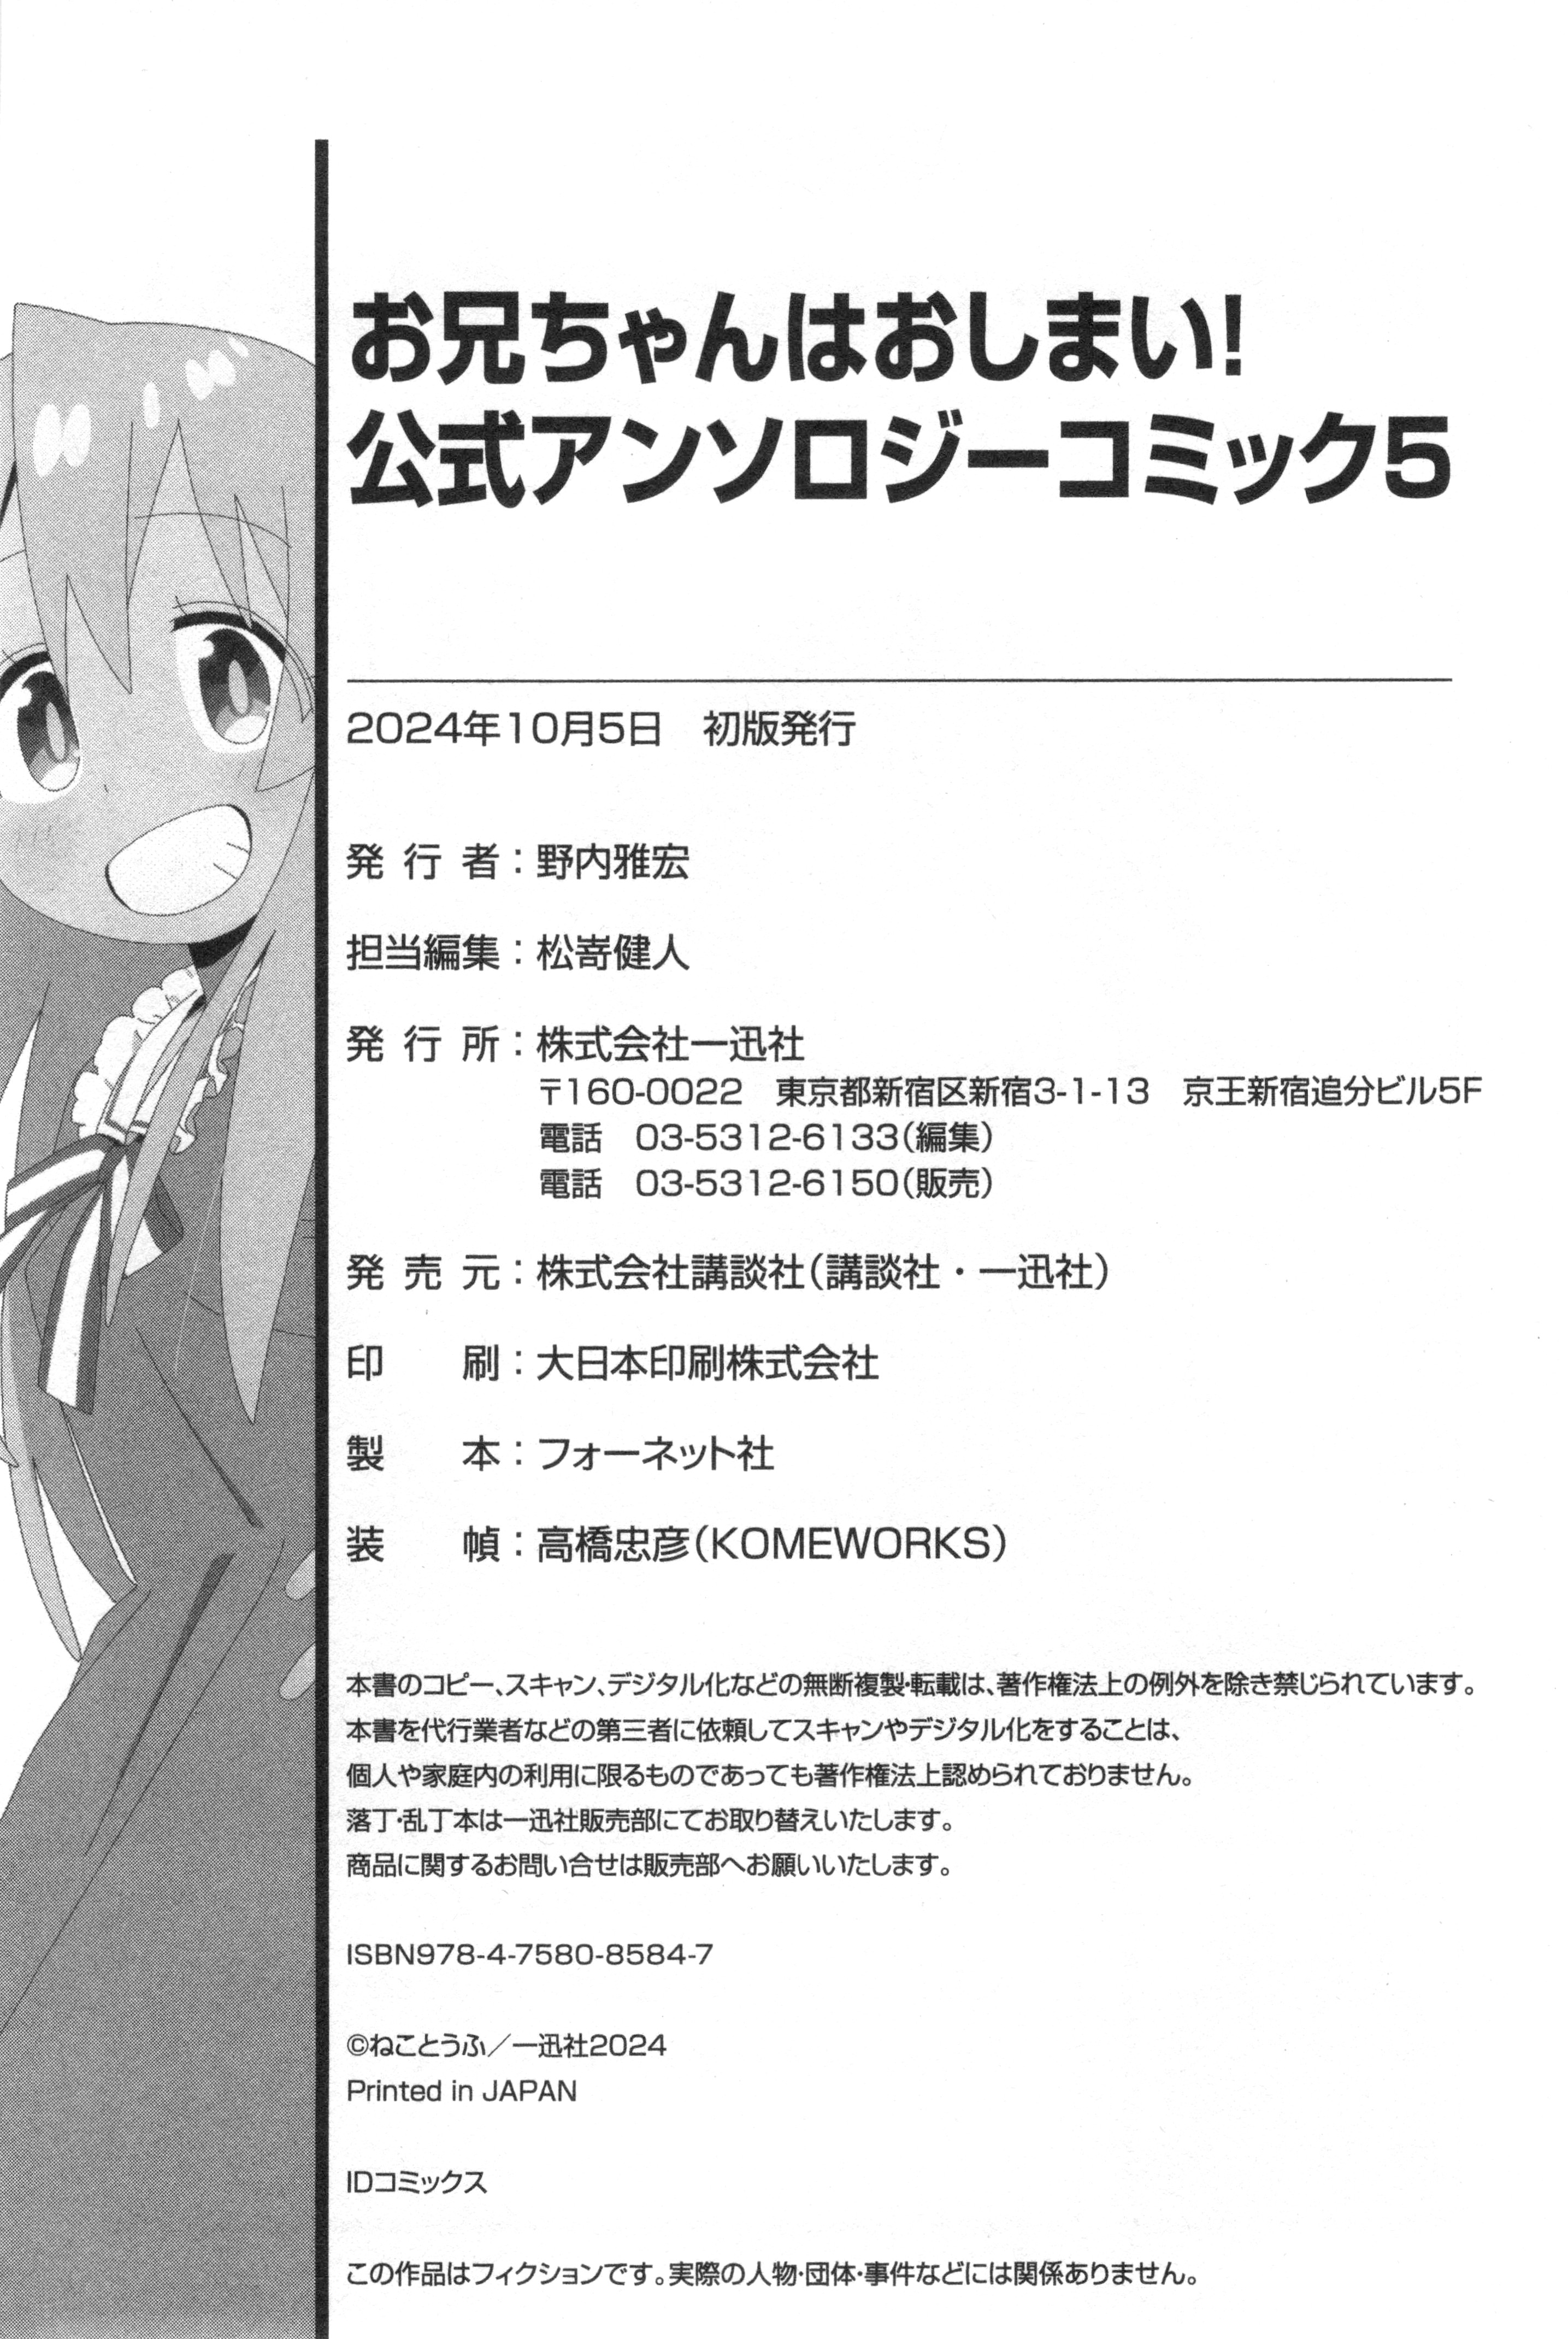 お兄ちゃんはおしまい!
公式アンソロジーコミック5
2024年10月5日　初版発行
発行者：野内雅宏
担当編集：松嵜健人
発行所：株式会社一迅社
〒160-0022　東京都新宿区新宿3-1-13　京王新宿追分ビル5F
電話　03-5312-6133（編集）
電話　03-5312-6150（販売）
発売元：株式会社講談社（講談社・一迅社）
印刷：大日本印刷株式会社
製本：フォーネット社
装幀：高橋忠彦（KOMEWORKS）
本書のコピー、スキャン、デジタル化などの無断複製・転載は、著作権法上の例外を除き禁じられています。
本書を代行業者などの第三者に依頼してスキャンやデジタル化をすることは、
個人や家庭内の利用に限るものであっても著作権法上認められておりません。
落丁・乱丁本は一迅社販売部にてお取り替えいたします。
商品に関するお問い合せは販売部へお願いいたします。
ISBN978-4-7580-8584-7
©ねことうふ／一迅社2024
Printed in JAPAN
IDコミックス
この作品はフィクションです。実際の人物・団体・事件などには関係ありません。